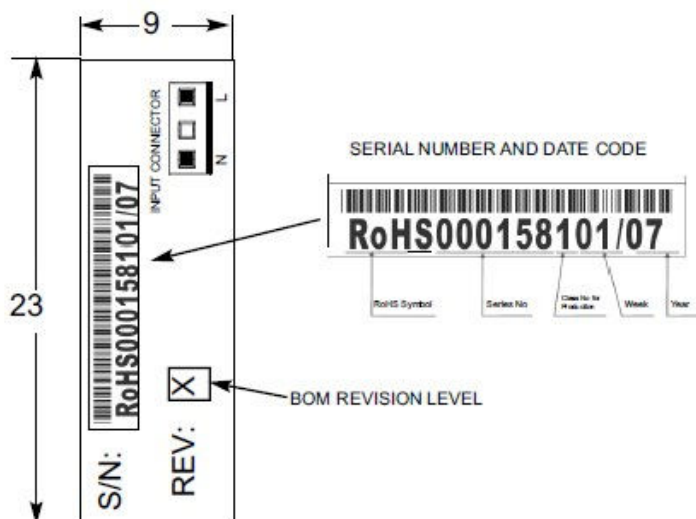 9
23
INPUT CONNECTOR
L
N
RoHS000158101/07
S/N:
REV:
X
SERIAL NUMBER AND DATE CODE
RoHS000158101/07
RoHS Symbol
Series No
Week
Year
BOM REVISION LEVEL